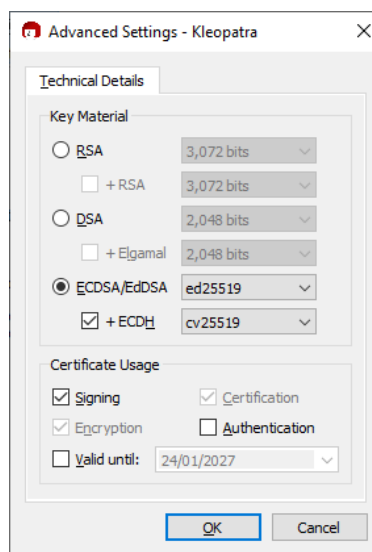 Advanced Settings - Kleopatra
Technical Details
Key Material
RSA 3,072 bits
+ RSA 3,072 bits
DSA 2,048 bits
+ Elgamal 2,048 bits
ECDSA/EdDSA ed25519
+ ECDH cv25519
Certificate Usage
Signing Certification
Encryption Authentication
Valid until: 24/01/2027
OK Cancel